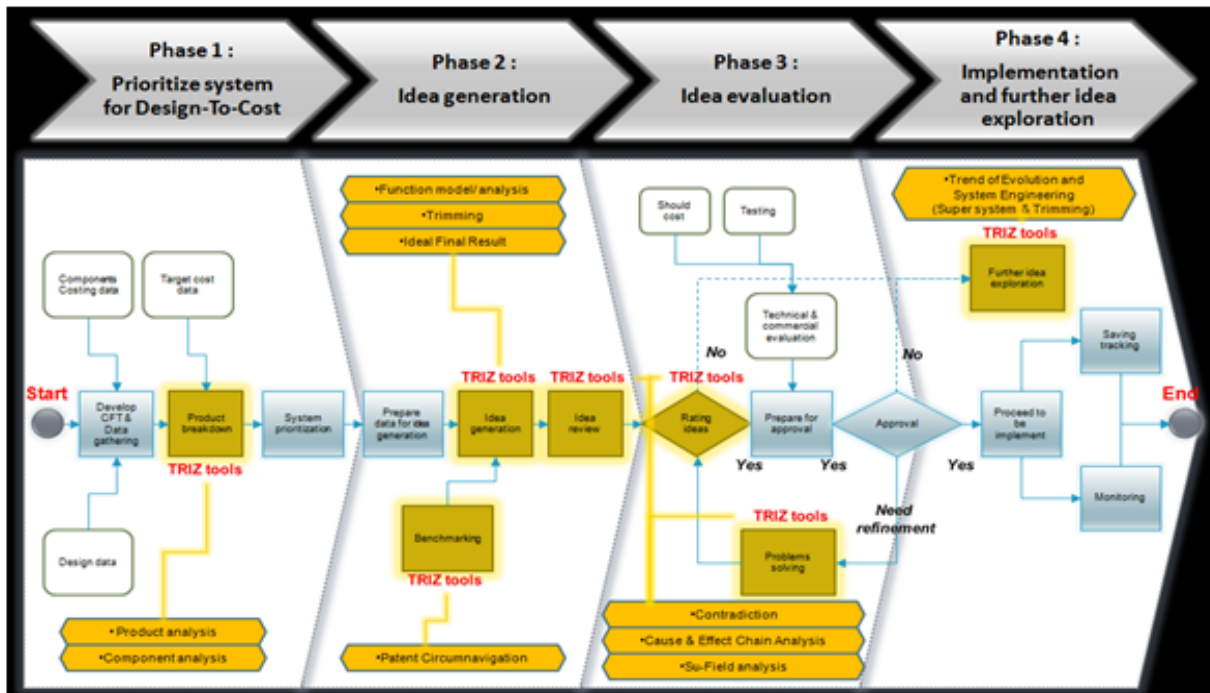 Phase 1 :
Prioritize system
for Design-To-Cost
Phase 2 :
Idea generation
Phase 3 :
Idea evaluation
Phase 4 :
Implementation
and further idea
exploration
•Function model/ analysis
•Trimming
•Ideal Final Result
Should
cost
Testing
•Trend of Evolution and
System Engineering
(Super system & Trimming)
TRIZ tools
Further idea
exploration
Components
Costing data
Target cost
data
Technical &
commercial
evaluation
Saving
tracking
No
No
Start
TRIZ tools
TRIZ tools
TRIZ tools
End
Develop
CFT &
Data
gathering
Product
breakdown
System
prioritization
Prepare
data for idea
generation
Idea
generation
Idea
review
Rating
ideas
Prepare for
approval
Approval
Proceed to
be
implement
TRIZ tools
Yes
Yes
Yes
Monitoring
Need
refinement
TRIZ tools
Benchmarking
Design data
Problems
solving
TRIZ tools
•Product analysis
•Component analysis
•Patent Circumnavigation
•Contradiction
•Cause & Effect Chain Analysis
•Su-Field analysis